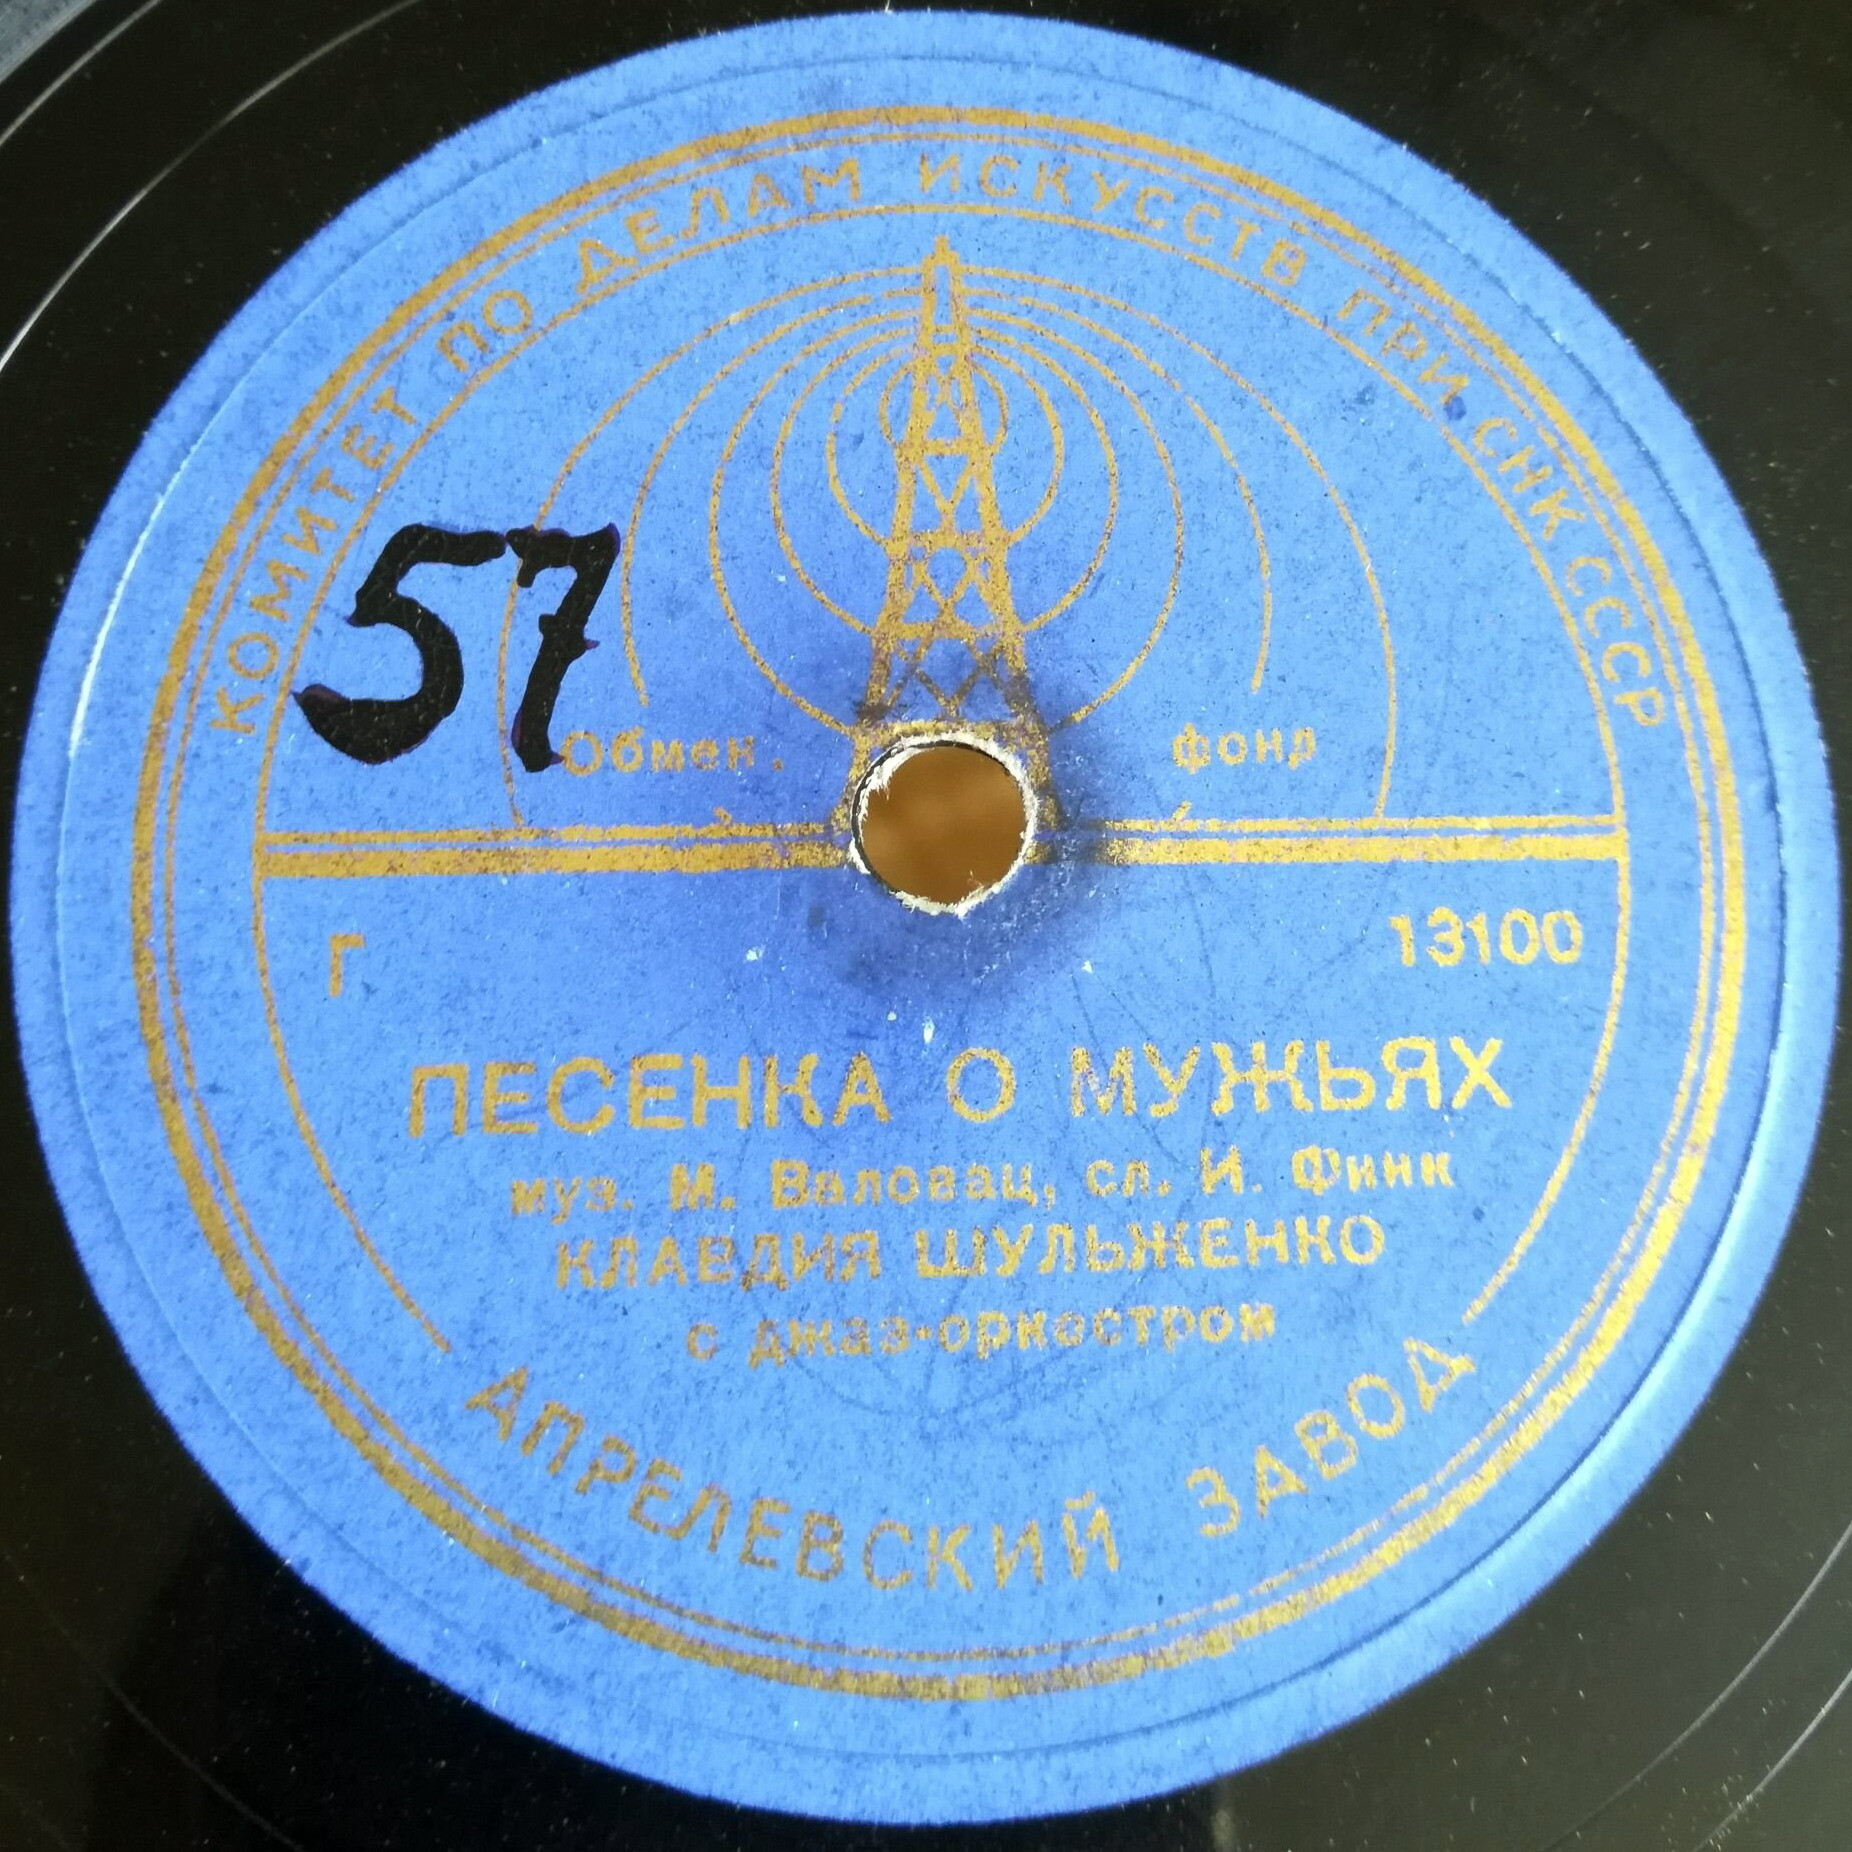 КОМИТЕТ ПО ДЕЛАМ ИСКУССТВ ПРИ СНК СССР
57
Обмен. фонд
Г 13100
ПЕСЕНКА О МУЖЬЯХ
муз. М. Валовац, сл. И. Финк
КЛАВДИЯ ШУЛЬЖЕНКО
с джаз-оркестром
АПРЕЛЕВСКИЙ ЗАВОД